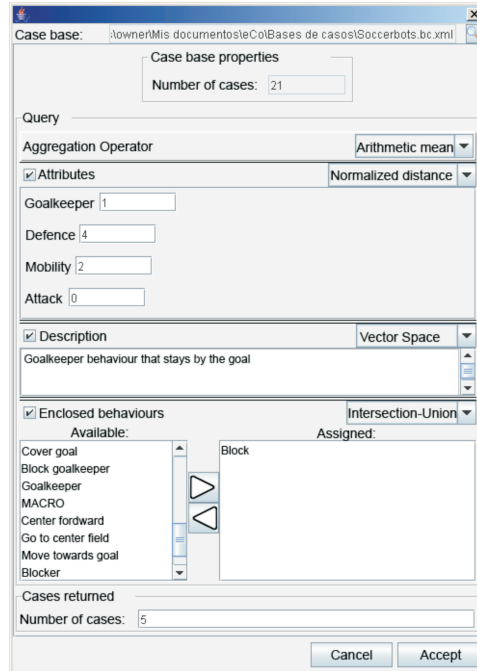 Case base: :\owner\Mis documentos\eCo\Bases de casos\Soccerbots.bc.xml
Case base properties
Number of cases: 21
Query
Aggregation Operator Arithmetic mean
Attributes Normalized distance
Goalkeeper 1
Defence 4
Mobility 2
Attack 0
Description Vector Space
Goalkeeper behaviour that stays by the goal
Enclosed behaviours Intersection-Union
Available: Assigned:
Cover goal Block
Block goalkeeper
Goalkeeper
MACRO
Center fordward
Go to center field
Move towards goal
Blocker
Cases returned
Number of cases: 5
Cancel Accept